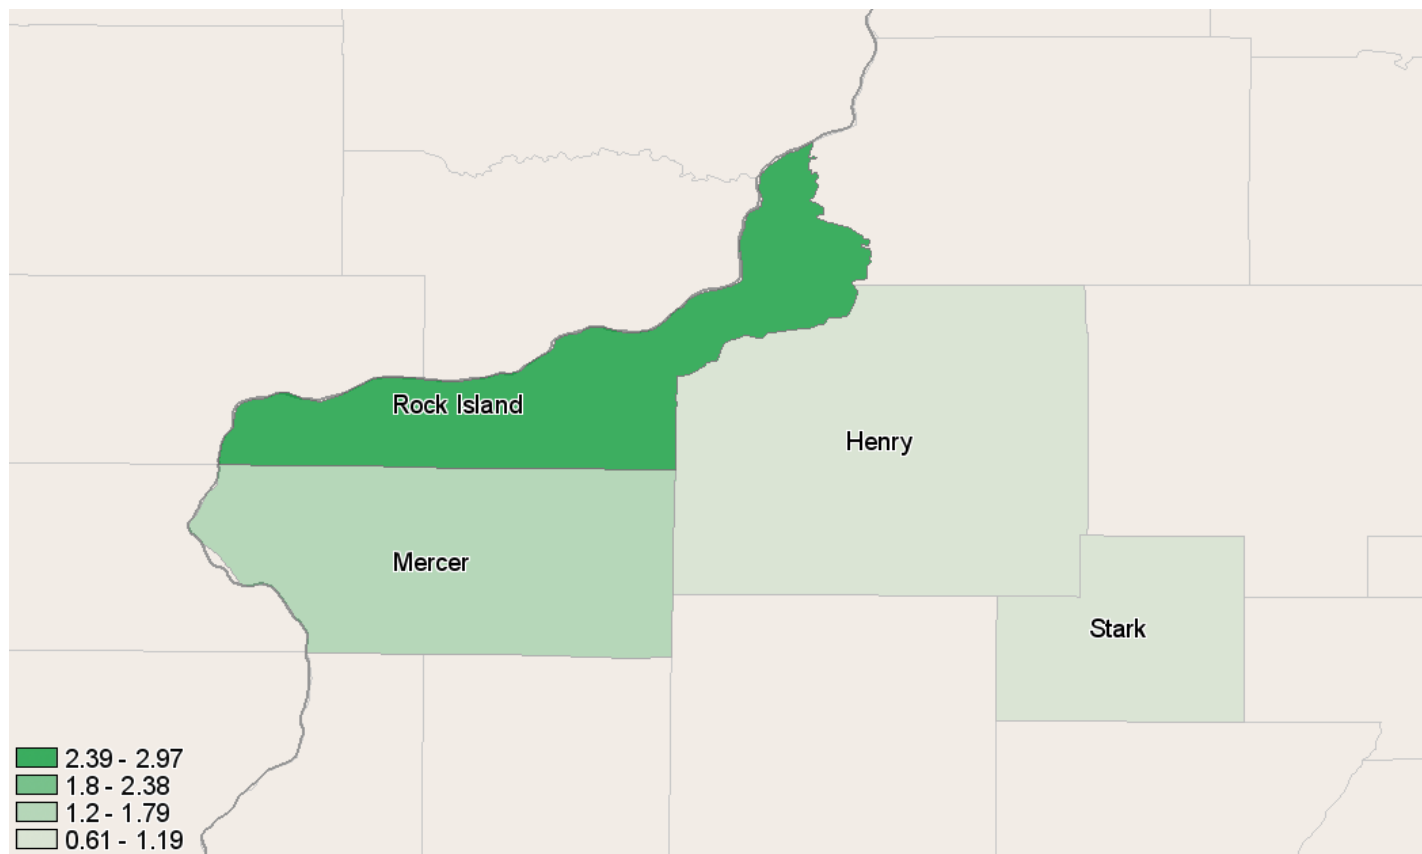 Rock Island
Henry
Mercer
Stark
2.39 - 2.97
1.8 - 2.38
1.2 - 1.79
0.61 - 1.19